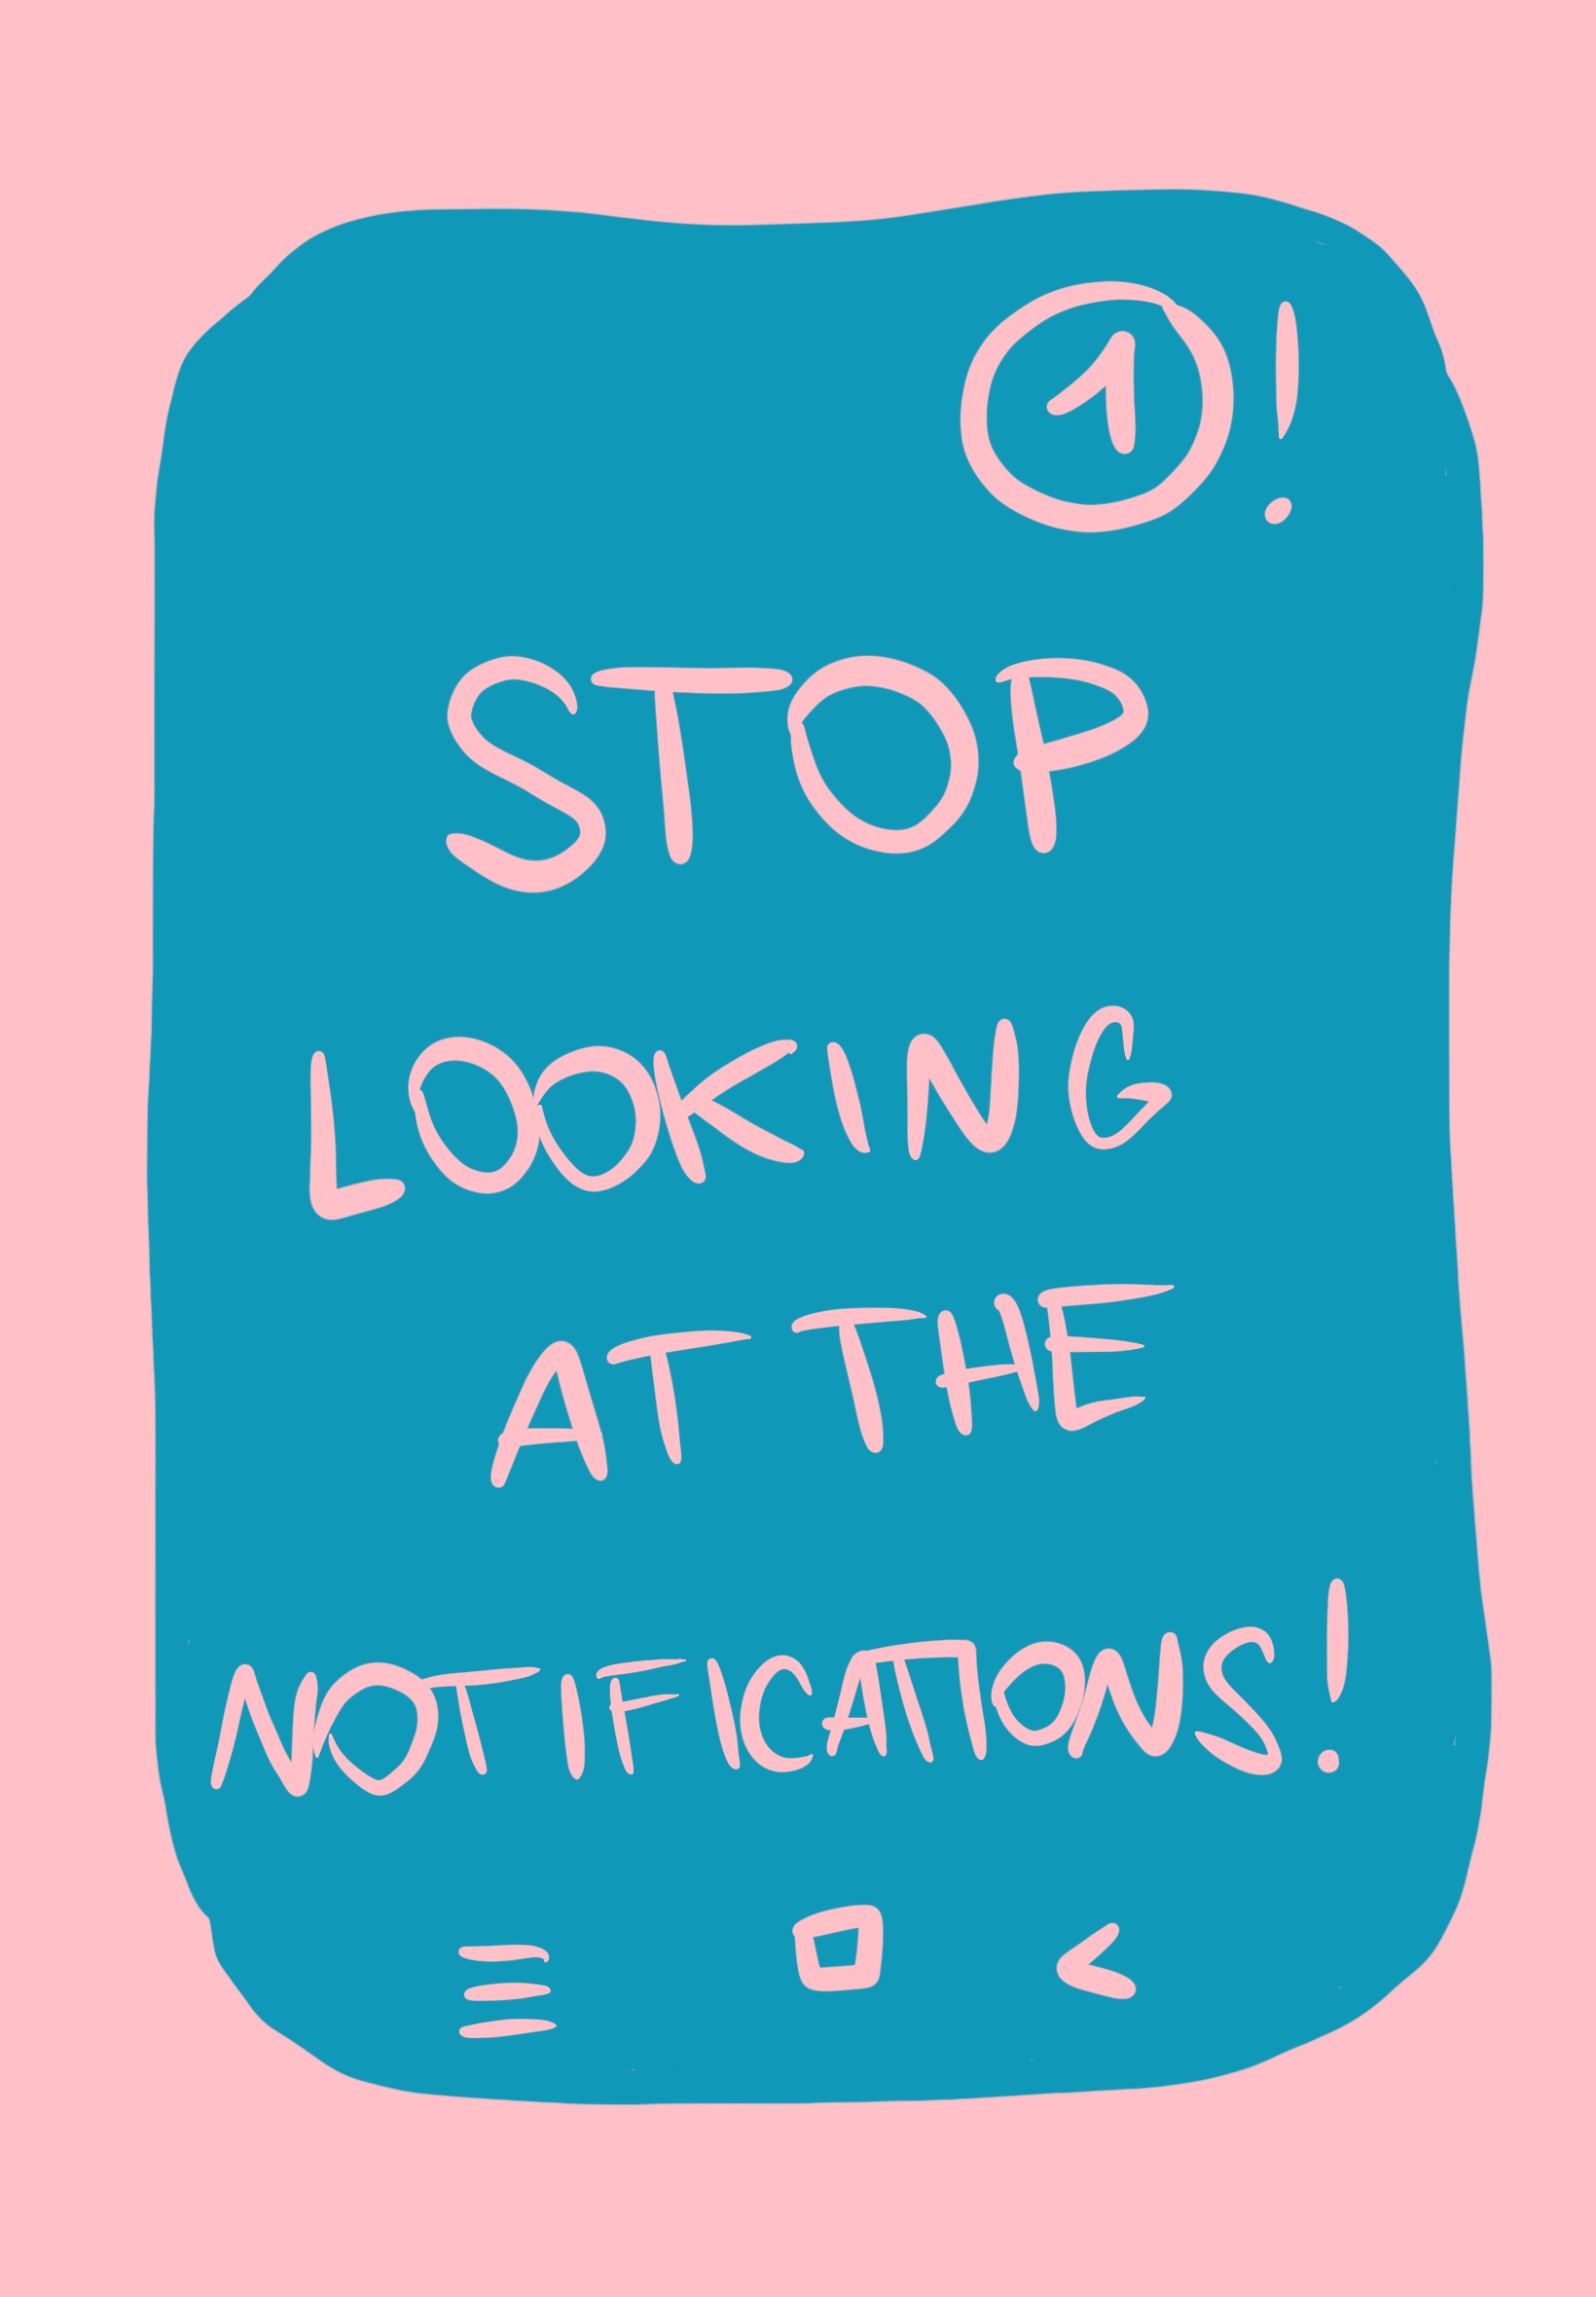 1!
STOP
LOOKING
AT THE
NOTIFICATIONS!